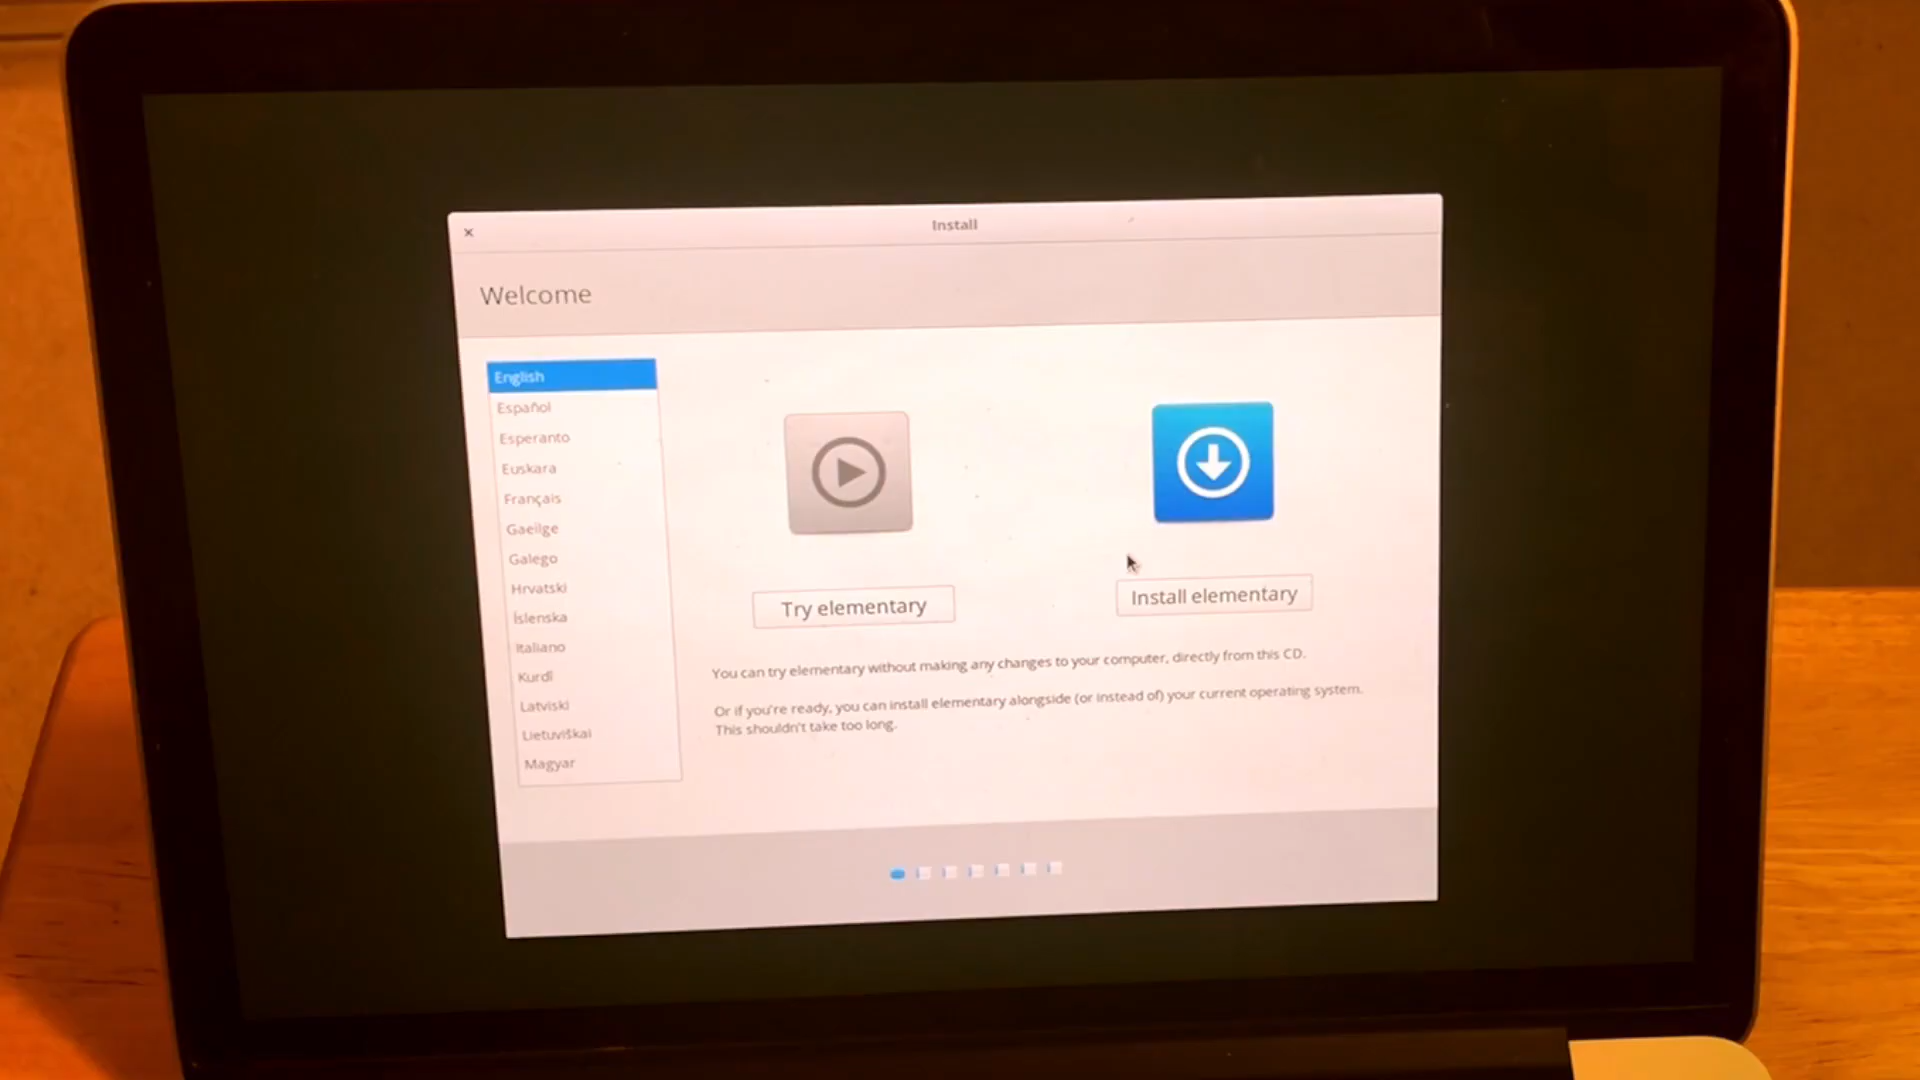 Install
Welcome
English
Español
Esperanto
Euskara
Français
Gaeilge
Galego
Hrvatski
Íslenska
Italiano
Kurdî
Latviski
Lietuviškai
Magyar
Try elementary
Install elementary
You can try elementary without making any changes to your computer, directly from this CD.
Or if you're ready, you can install elementary alongside (or instead of) your current operating system.
This shouldn't take too long.